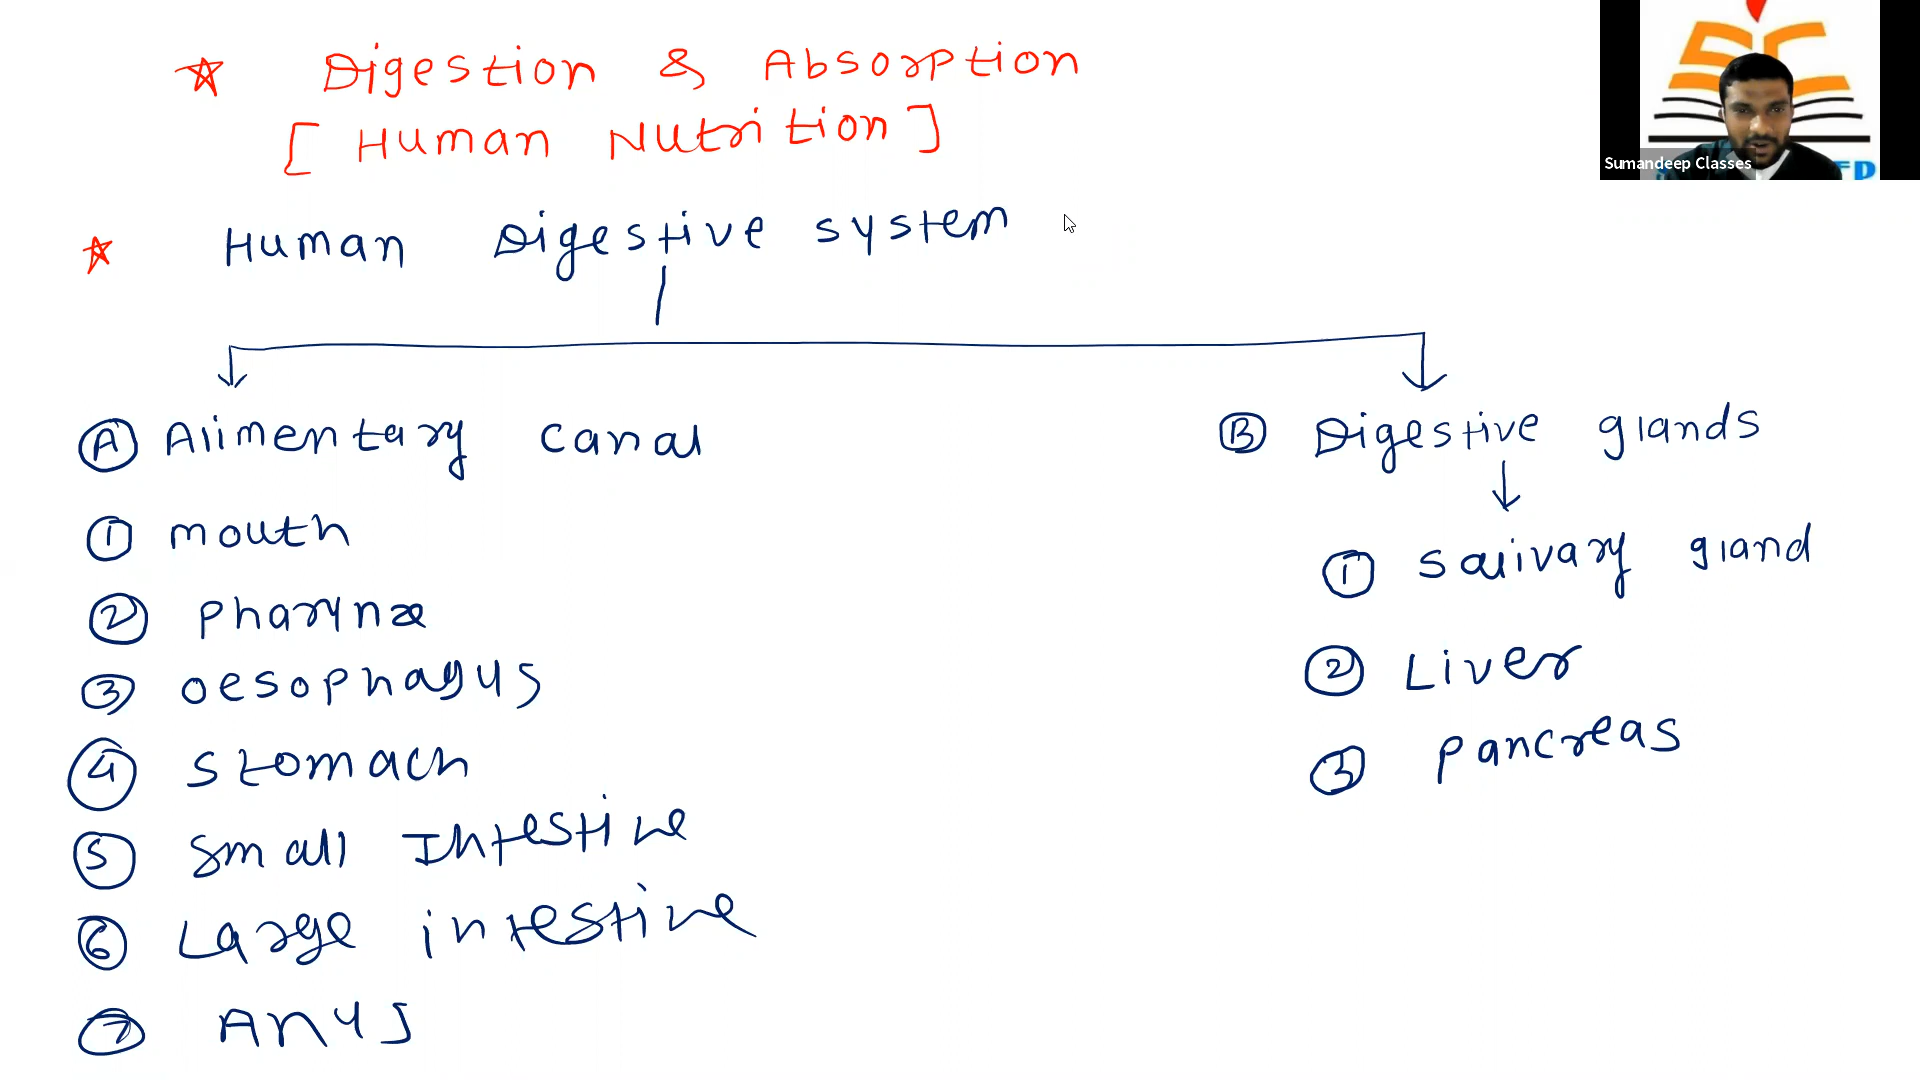 Digestion & Absorption
[ Human Nutrition ]
Human Digestive system
A Alimentary canal
1 mouth
2 pharynx
3 oesophagus
4 stomach
5 small Intestine
6 Large intestine
7 Anus
B Digestive glands
1 salivary gland
2 Liver
3 pancreas
Sumandeep Classes